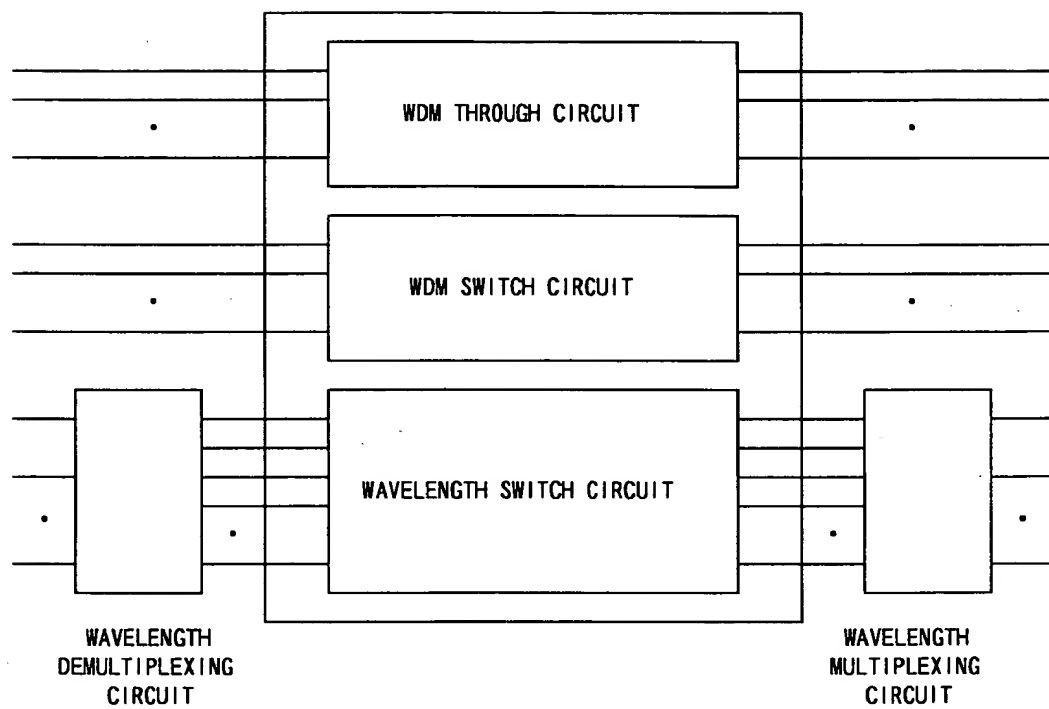 WDM THROUGH CIRCUIT
WDM SWITCH CIRCUIT
WAVELENGTH SWITCH CIRCUIT
WAVELENGTH
DEMULTIPLEXING
CIRCUIT
WAVELENGTH
MULTIPLEXING
CIRCUIT